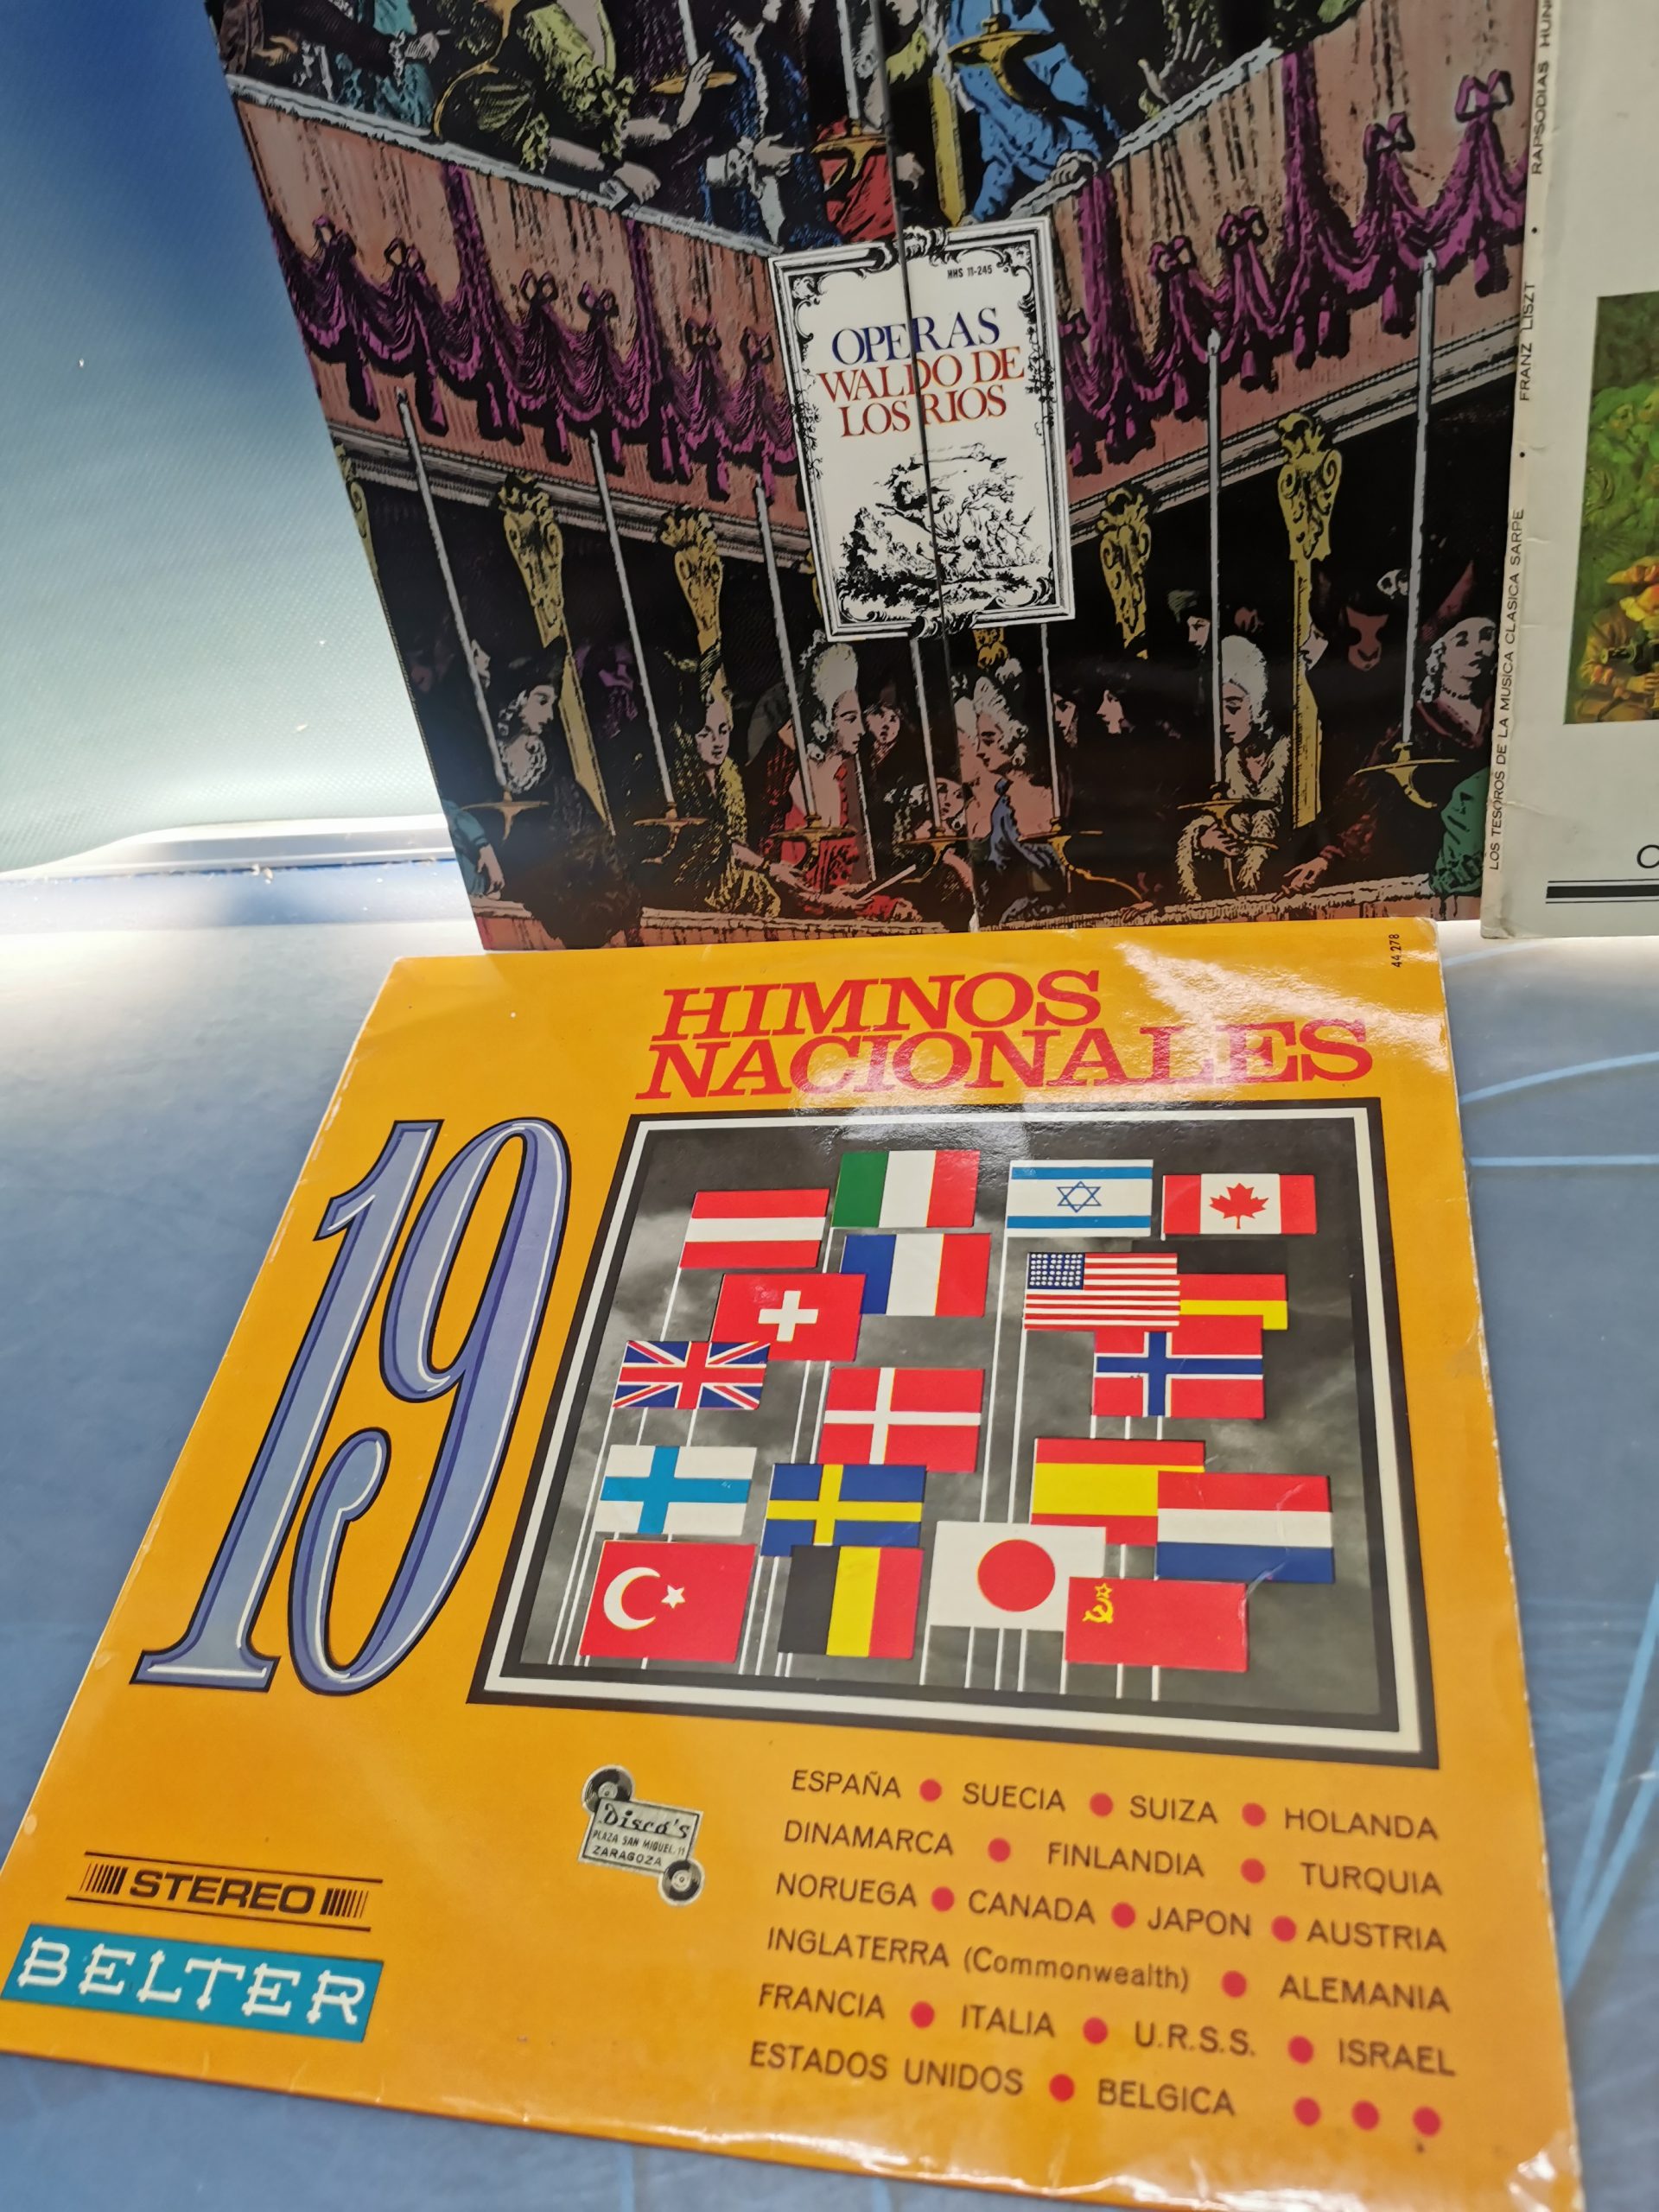 HHS 11-245
OPERAS
WALDO DE
LOS RIOS
LOS TESOROS DE LA MUSICA CLASICA SARPE • FRANZ LISZT • RAPSODIAS
44.278
HIMNOS
NACIONALES
19
ESPAÑA ● SUECIA ● SUIZA ● HOLANDA
DINAMARCA ● FINLANDIA ● TURQUIA
NORUEGA ● CANADA ● JAPON ● AUSTRIA
INGLATERRA (Commonwealth) ● ALEMANIA
FRANCIA ● ITALIA ● U.R.S.S. ● ISRAEL
ESTADOS UNIDOS ● BELGICA ● ● ●
Disco's
PLAZA SAN MIGUEL, 11
ZARAGOZA
STEREO
BELTER